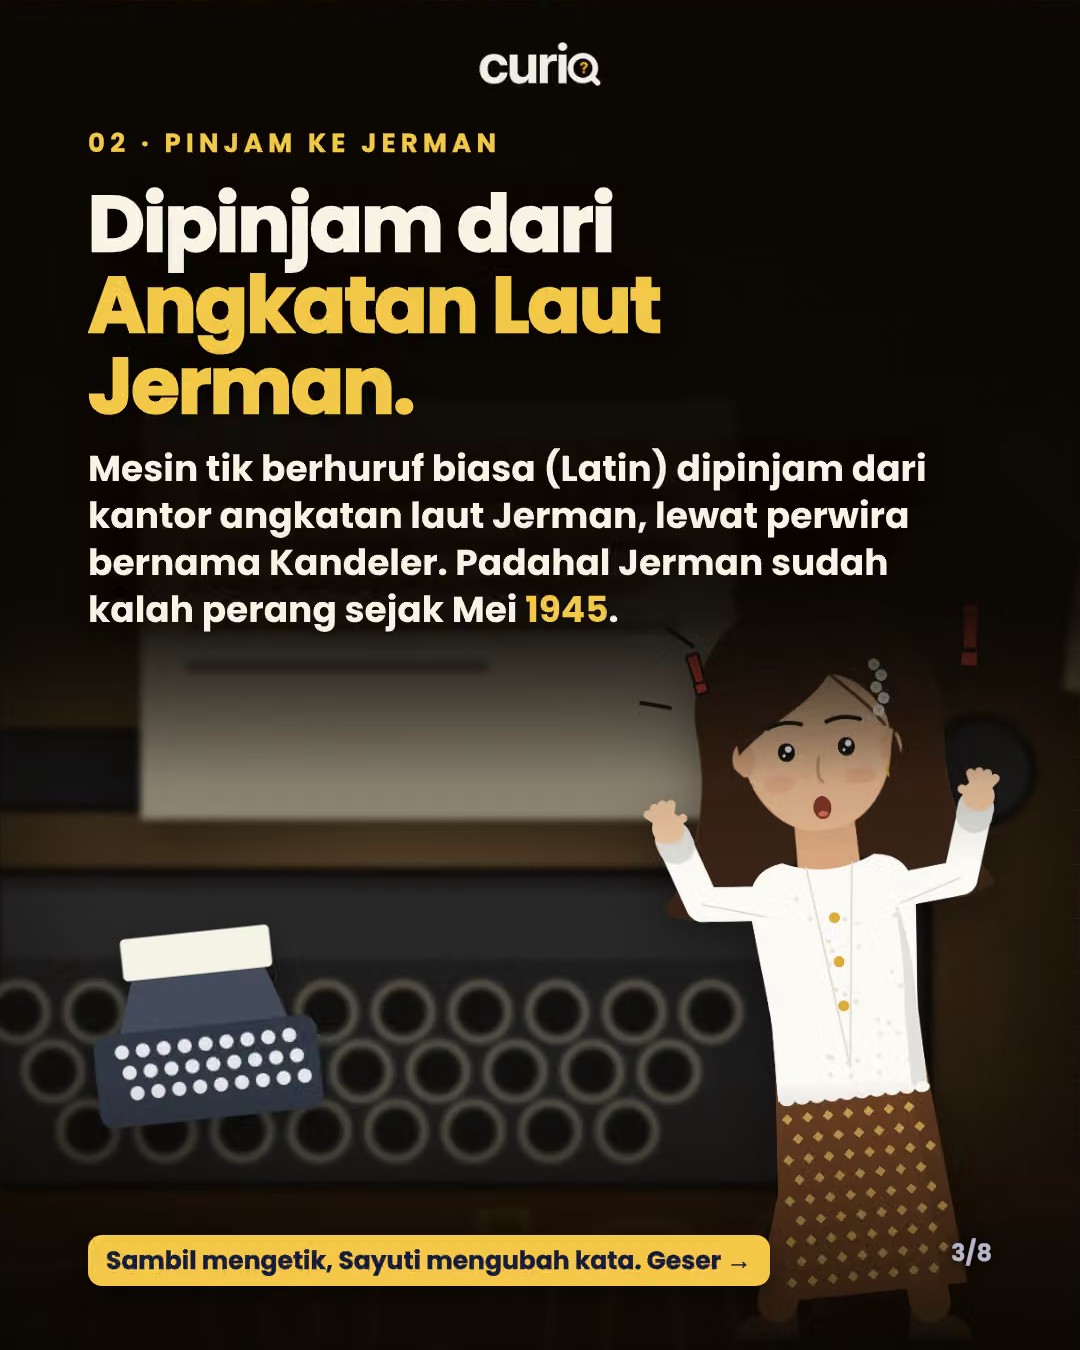 curio
02 · PINJAM KE JERMAN
Dipinjam dari
Angkatan Laut
Jerman.
Mesin tik berhuruf biasa (Latin) dipinjam dari
kantor angkatan laut Jerman, lewat perwira
bernama Kandeler. Padahal Jerman sudah
kalah perang sejak Mei 1945.
Sambil mengetik, Sayuti mengubah kata. Geser →
3/8